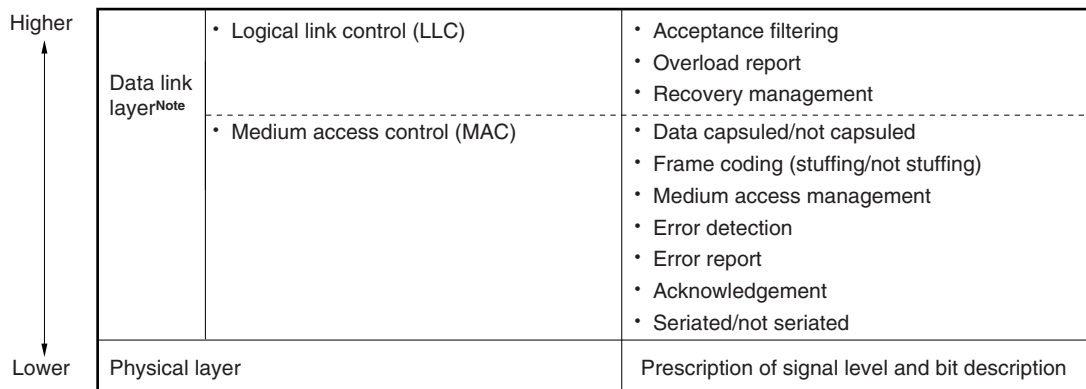 Higher
Data link
layerNote
· Logical link control (LLC)
· Acceptance filtering
· Overload report
· Recovery management
· Medium access control (MAC)
· Data capsuled/not capsuled
· Frame coding (stuffing/not stuffing)
· Medium access management
· Error detection
· Error report
· Acknowledgement
· Seriated/not seriated
Lower
Physical layer
Prescription of signal level and bit description